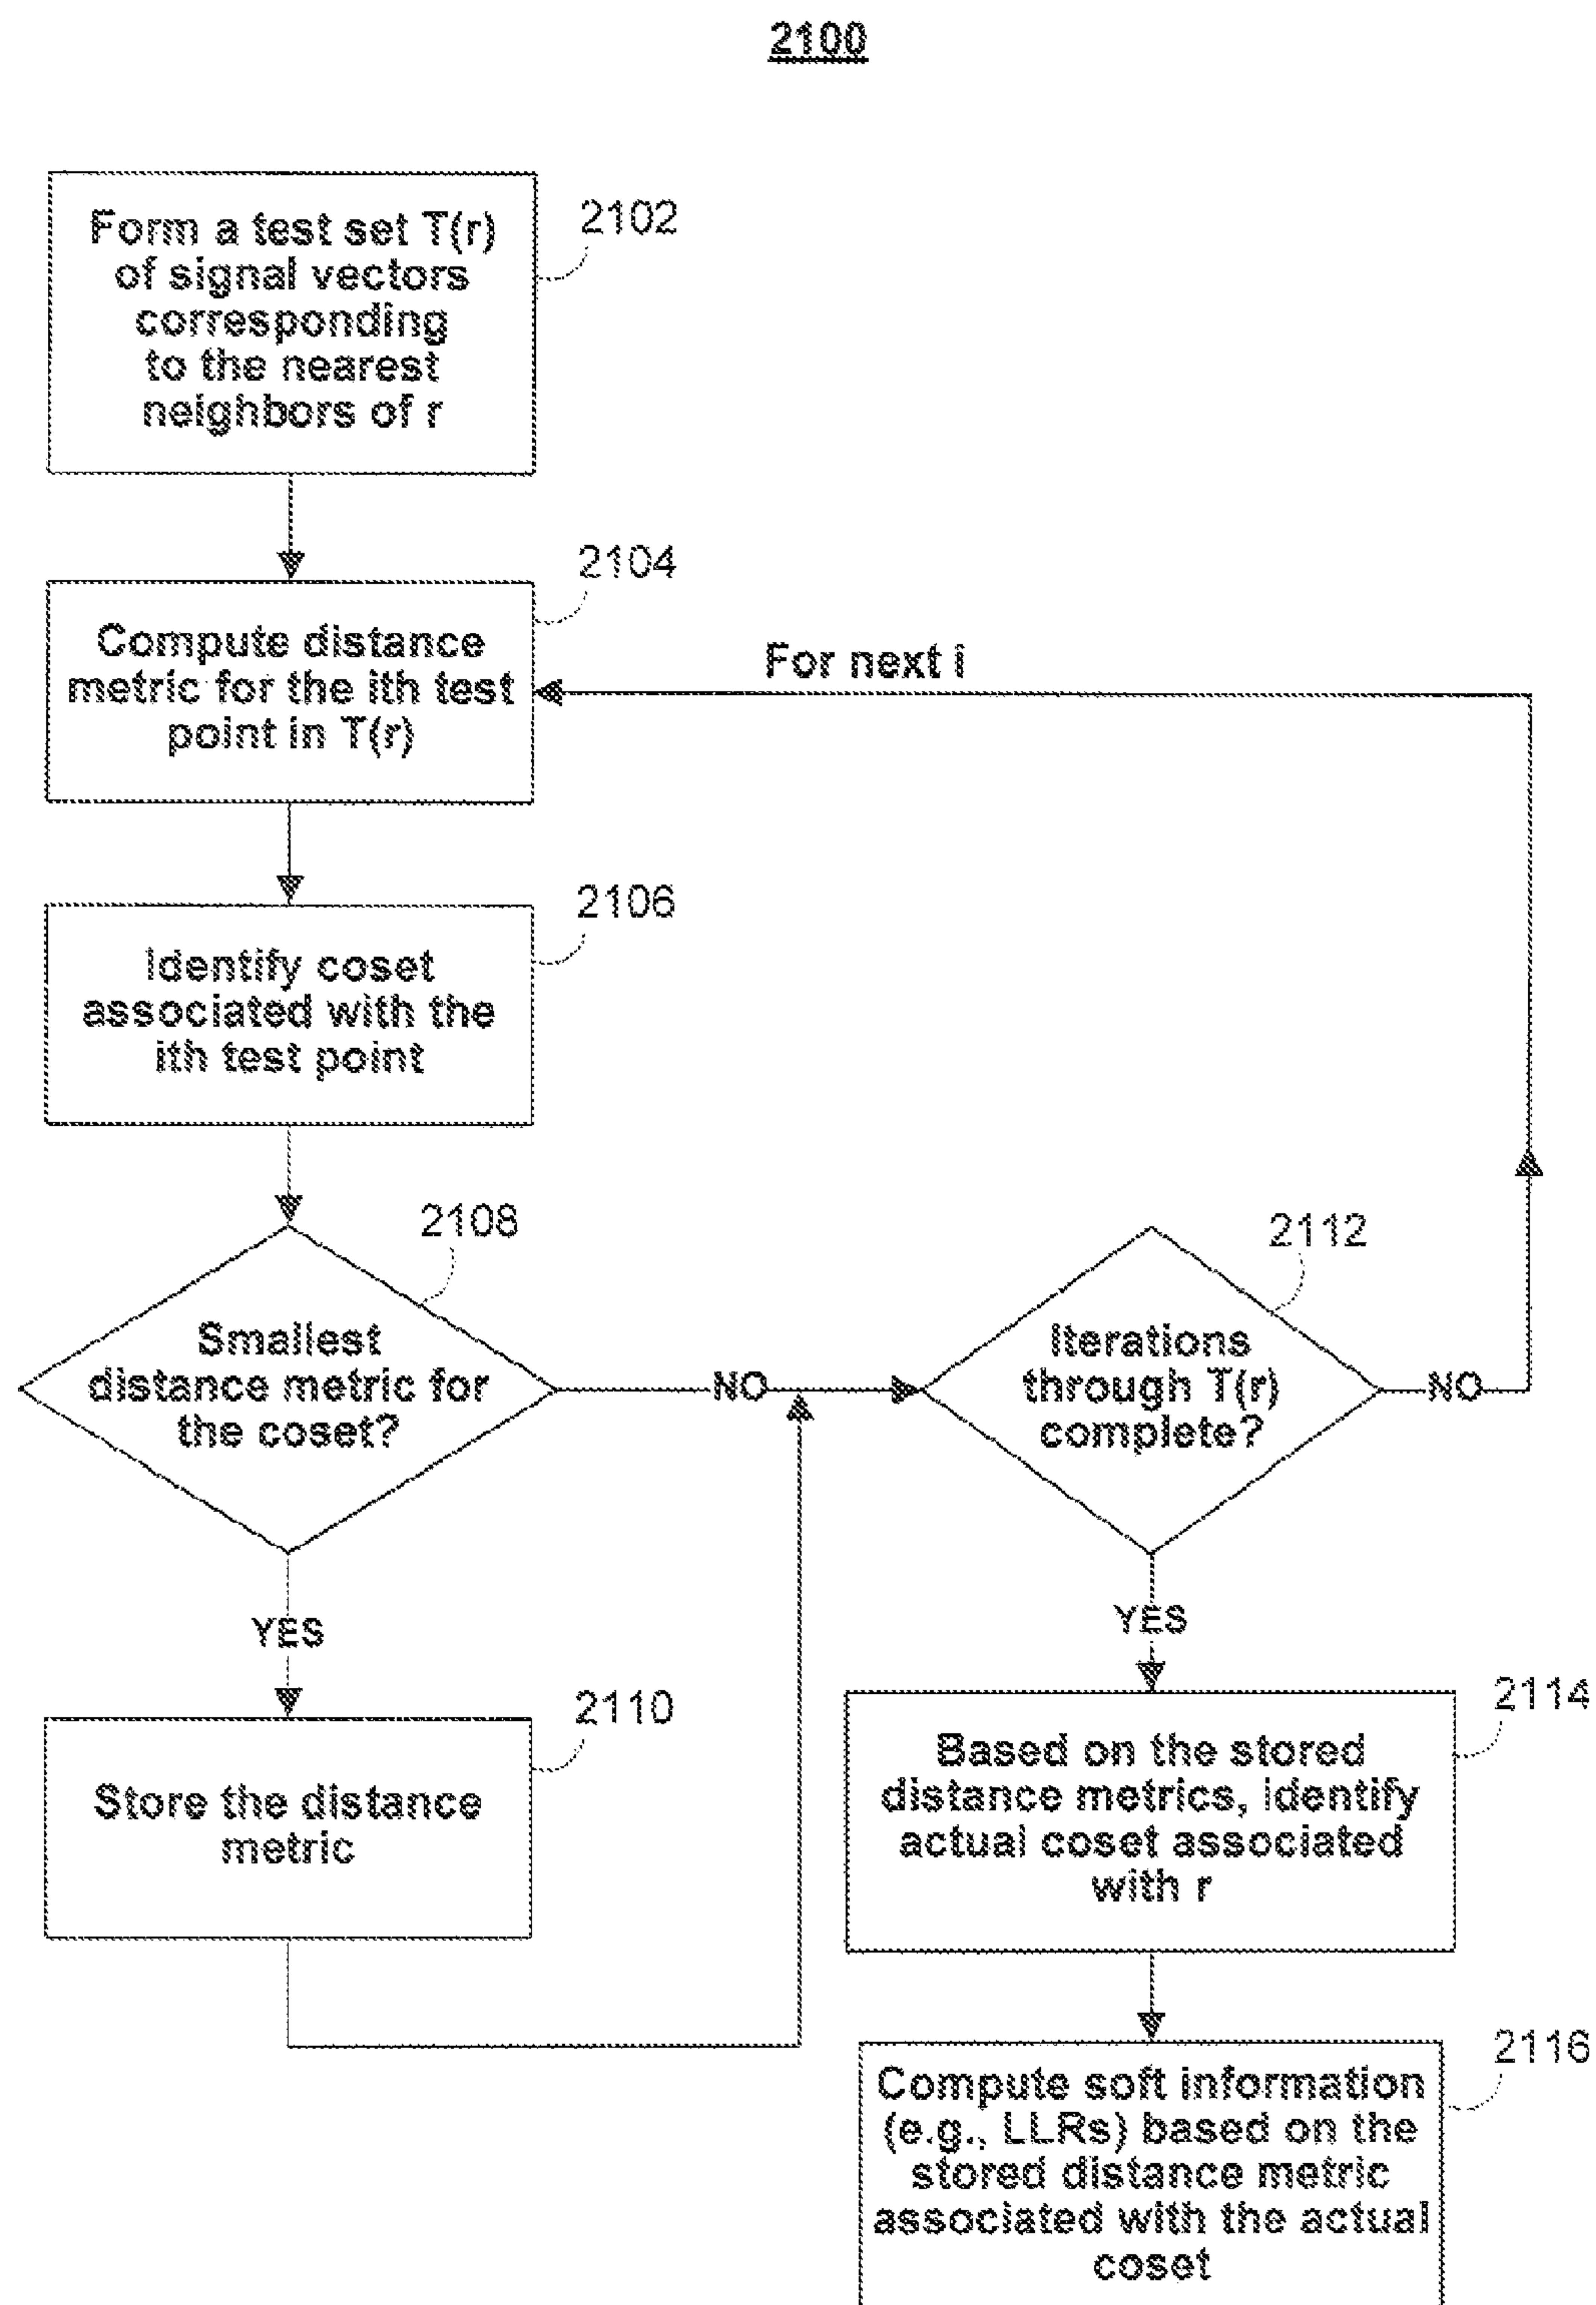 2100
Form a test set T(r)
of signal vectors
corresponding
to the nearest
neighbors of r
2102
Compute distance
metric for the ith test
point in T(r)
2104
For next i
Identify coset
associated with the
ith test point
2106
Smallest
distance metric for
the coset?
2108
NO
YES
Iterations
through T(r)
complete?
2112
NO
YES
Store the distance
metric
2110
Based on the stored
distance metrics, identify
actual coset associated
with r
2114
Compute soft information
(e.g., LLRs) based on the
stored distance metric
associated with the actual
coset
2116